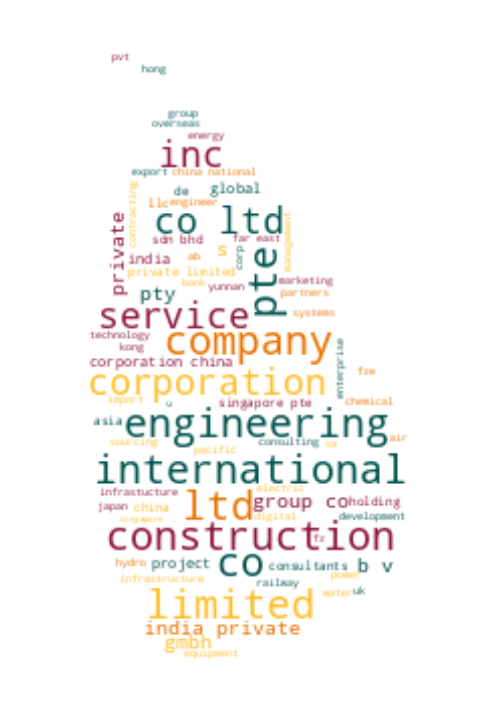 pvt
hong
group
overseas
energy
inc
export china national
de global
llc engineer
contracting
co ltd
private
management
sdn bhd far east
s
corp
pte
india ab
private limited
bank yunnan marketing
pty partners
service systems
technology company
kong
enterprise
corporation china
fze
corporation
import u singapore pte chemical
asia engineering
air
sourcing consulting sa
pacific
international
infrastucture electric
ltd group co holding
japan china
singapore digital development
construction
fz
hydro project co consultants b v
infrastructure power
railway
water uk
limited
india private
gmbh
equipment